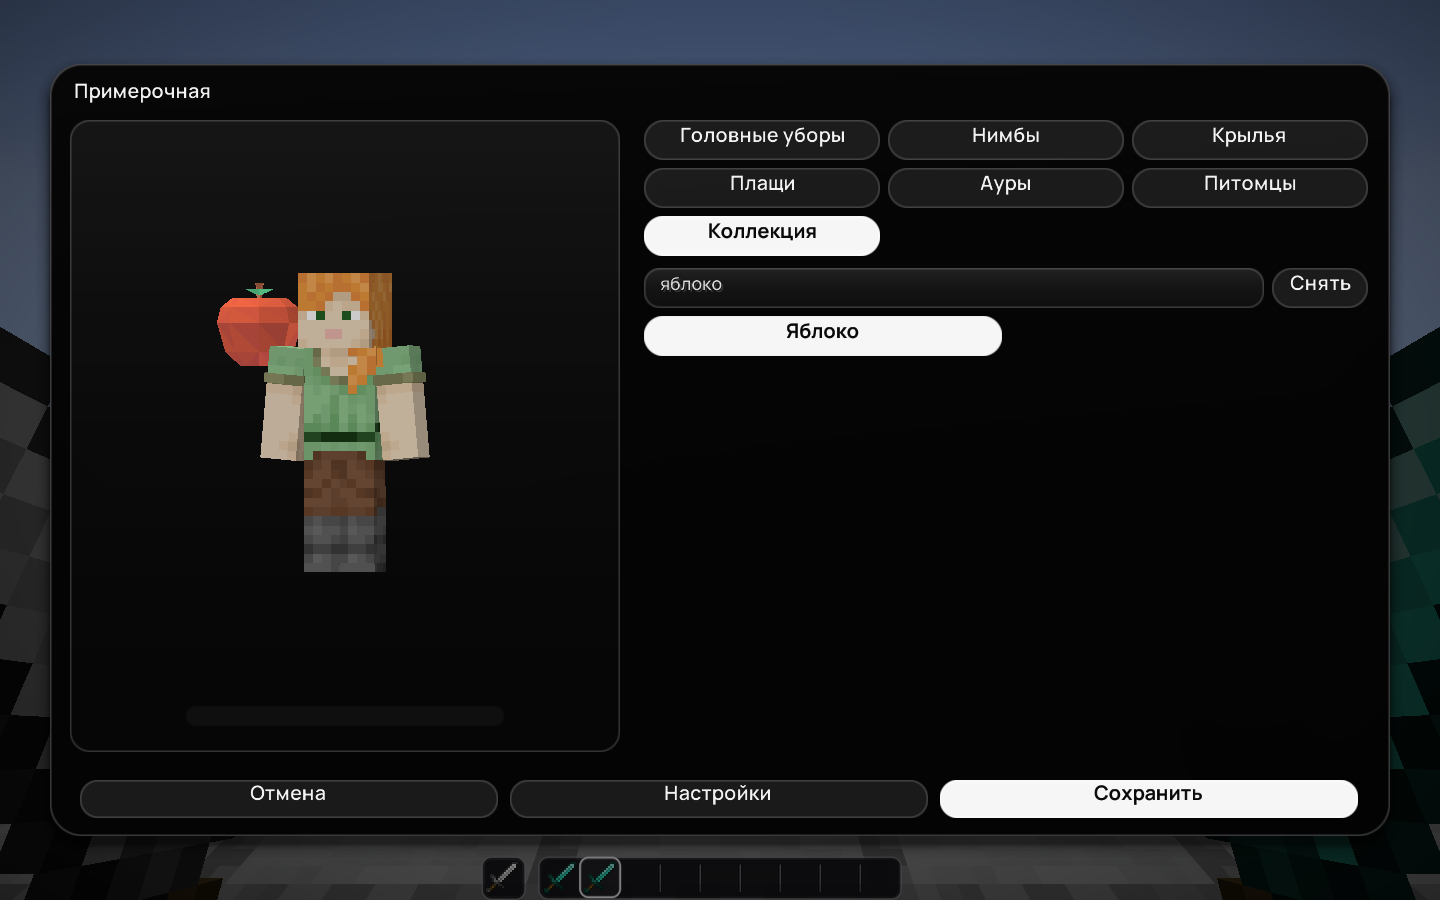 Примерочная
Головные уборы
Нимбы
Крылья
Плащи
Ауры
Питомцы
Коллекция
яблоко
Снять
Яблоко
Отмена
Настройки
Сохранить